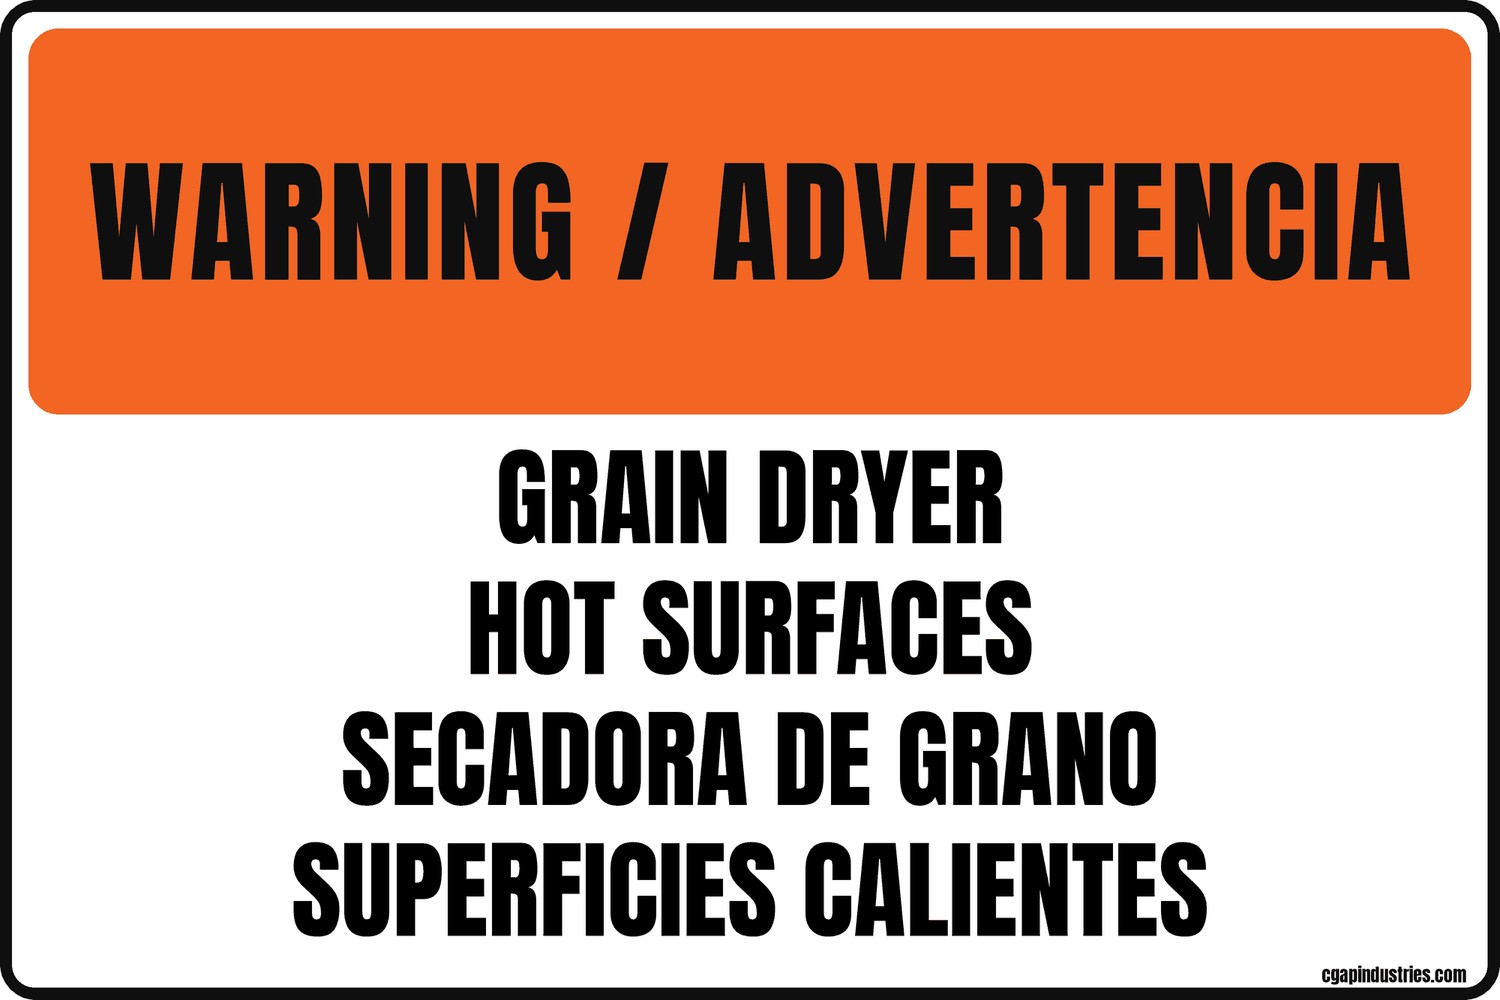 WARNING / ADVERTENCIA
GRAIN DRYER
HOT SURFACES
SECADORA DE GRANO
SUPERFICIES CALIENTES
cgapindustries.com